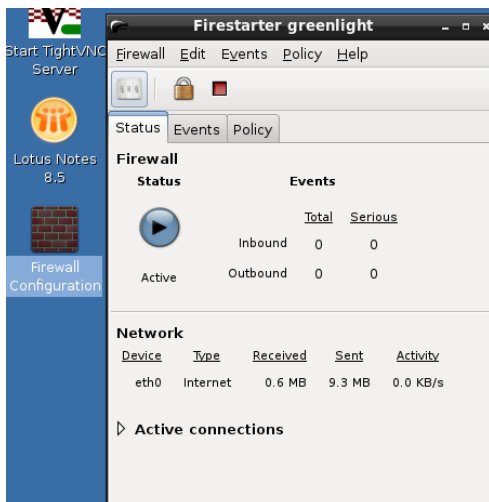 Start TightVNC
Server
Lotus Notes
8.5
Firewall
Configuration
Firestarter greenlight
Firewall Edit Events Policy Help
Status Events Policy
Firewall
Status Events
Total Serious
Inbound 0 0
Outbound 0 0
Active
Network
Device Type Received Sent Activity
eth0 Internet 0.6 MB 9.3 MB 0.0 KB/s
Active connections